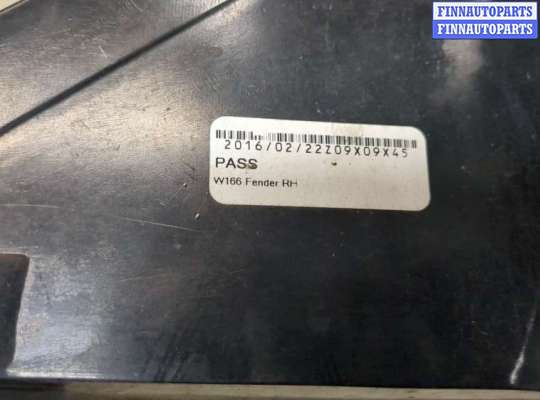 FINNAUTOPARTS
FINNAUTOPARTS
2016/02/22Z09X09X45
PASS
W166 Fender RH